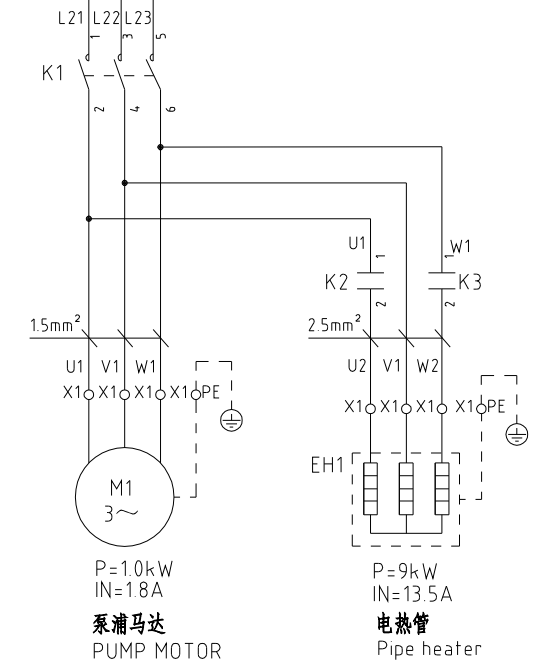 L21 L22 L23
1 3 5
K1
2 4 6
U1 W1
1 1
K2 K3
2 2
1.5mm² 2.5mm²
U1 V1 W1 U2 V1 W2
X1 X1 X1 X1 PE
X1 X1 X1 X1 PE
EH1
M1
3~
P=1.0kW
IN=1.8A
泵浦马达
PUMP MOTOR
P=9kW
IN=13.5A
电热管
Pipe heater